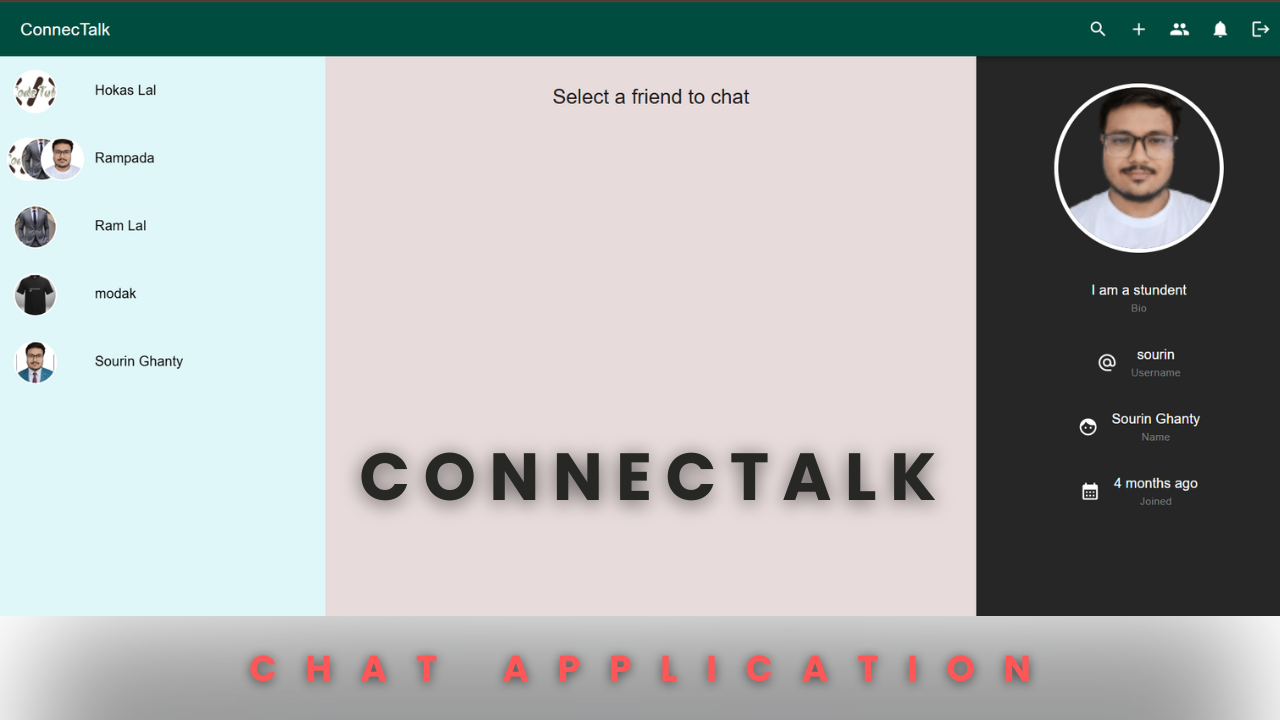 ConnecTalk
Hokas Lal
Rampada
Ram Lal
modak
Sourin Ghanty
Select a friend to chat
CONNECTALK
I am a stundent
Bio
sourin
Username
Sourin Ghanty
Name
4 months ago
Joined
CHAT APPLICATION